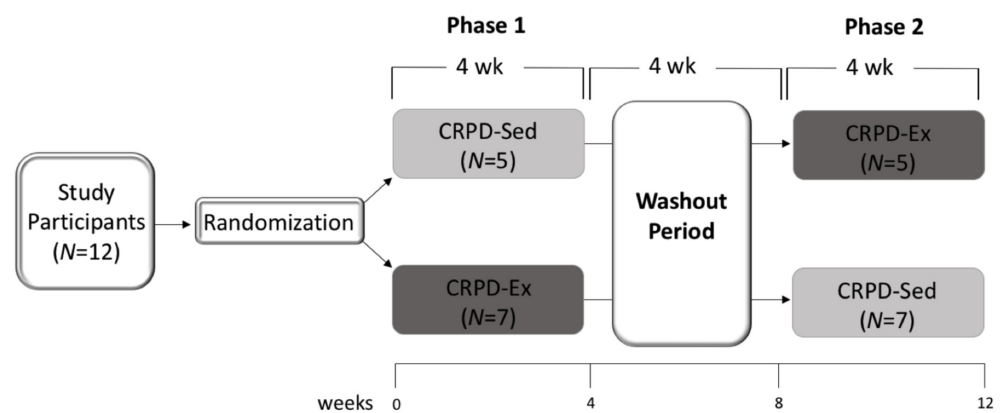 Phase 1
Phase 2
4 wk
4 wk
4 wk
Study
Participants
(N=12)
Randomization
CRPD-Sed
(N=5)
CRPD-Ex
(N=7)
Washout
Period
CRPD-Ex
(N=5)
CRPD-Sed
(N=7)
weeks 0 4 8 12